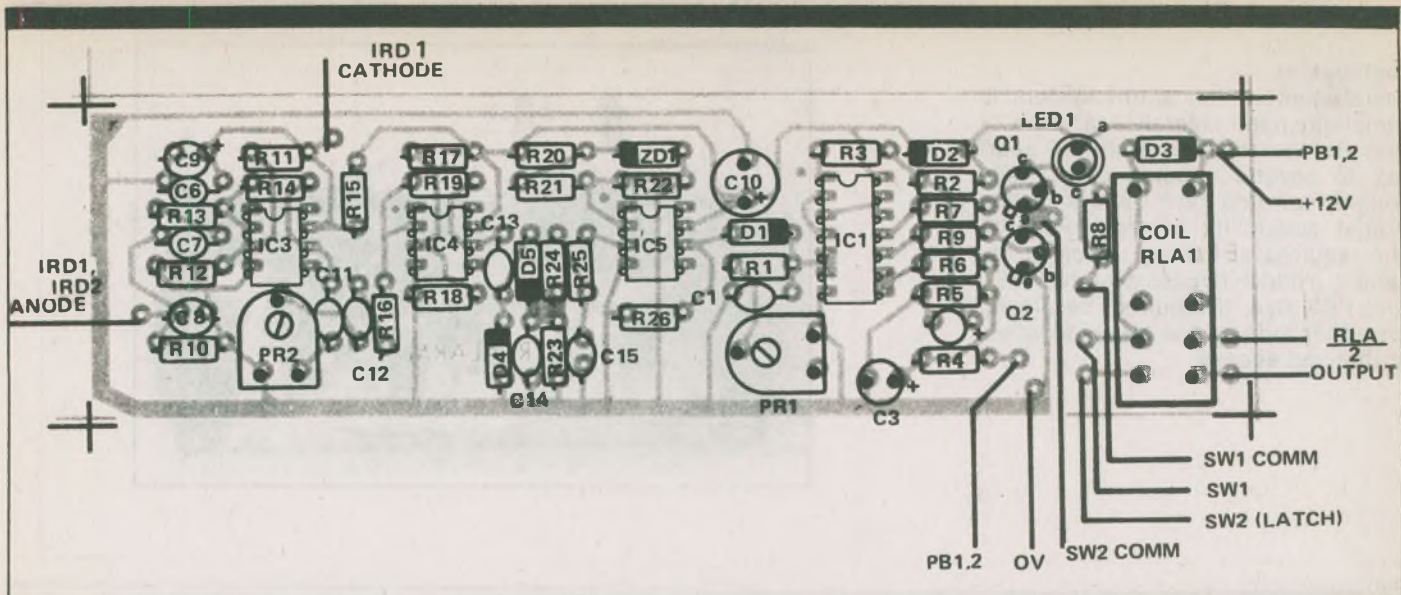 IRD 1
CATHODE
LED1
a
C9 +
R11
R17
R20
ZD1
R3
D2
Q1
c
D3
PB1,2
C6
R14
R15
R19
R21
R22
C10
+
R2
b
+12V
R13
C7
IC3
IC4
C13
IC5
D1
IC1
R7
R9
R8
COIL
RLA1
R12
IRD1,
IRD2
ANODE
C11
R18
D5
R24
R25
R1
C1
R6
R5
b
Q2
C8
R10
PR2
R16
C12
D4
C14
R23
C15
R26
PR1
R4
C3
+
RLA
2
OUTPUT
SW1 COMM
SW1
SW2 (LATCH)
PB1,2
OV
SW2 COMM